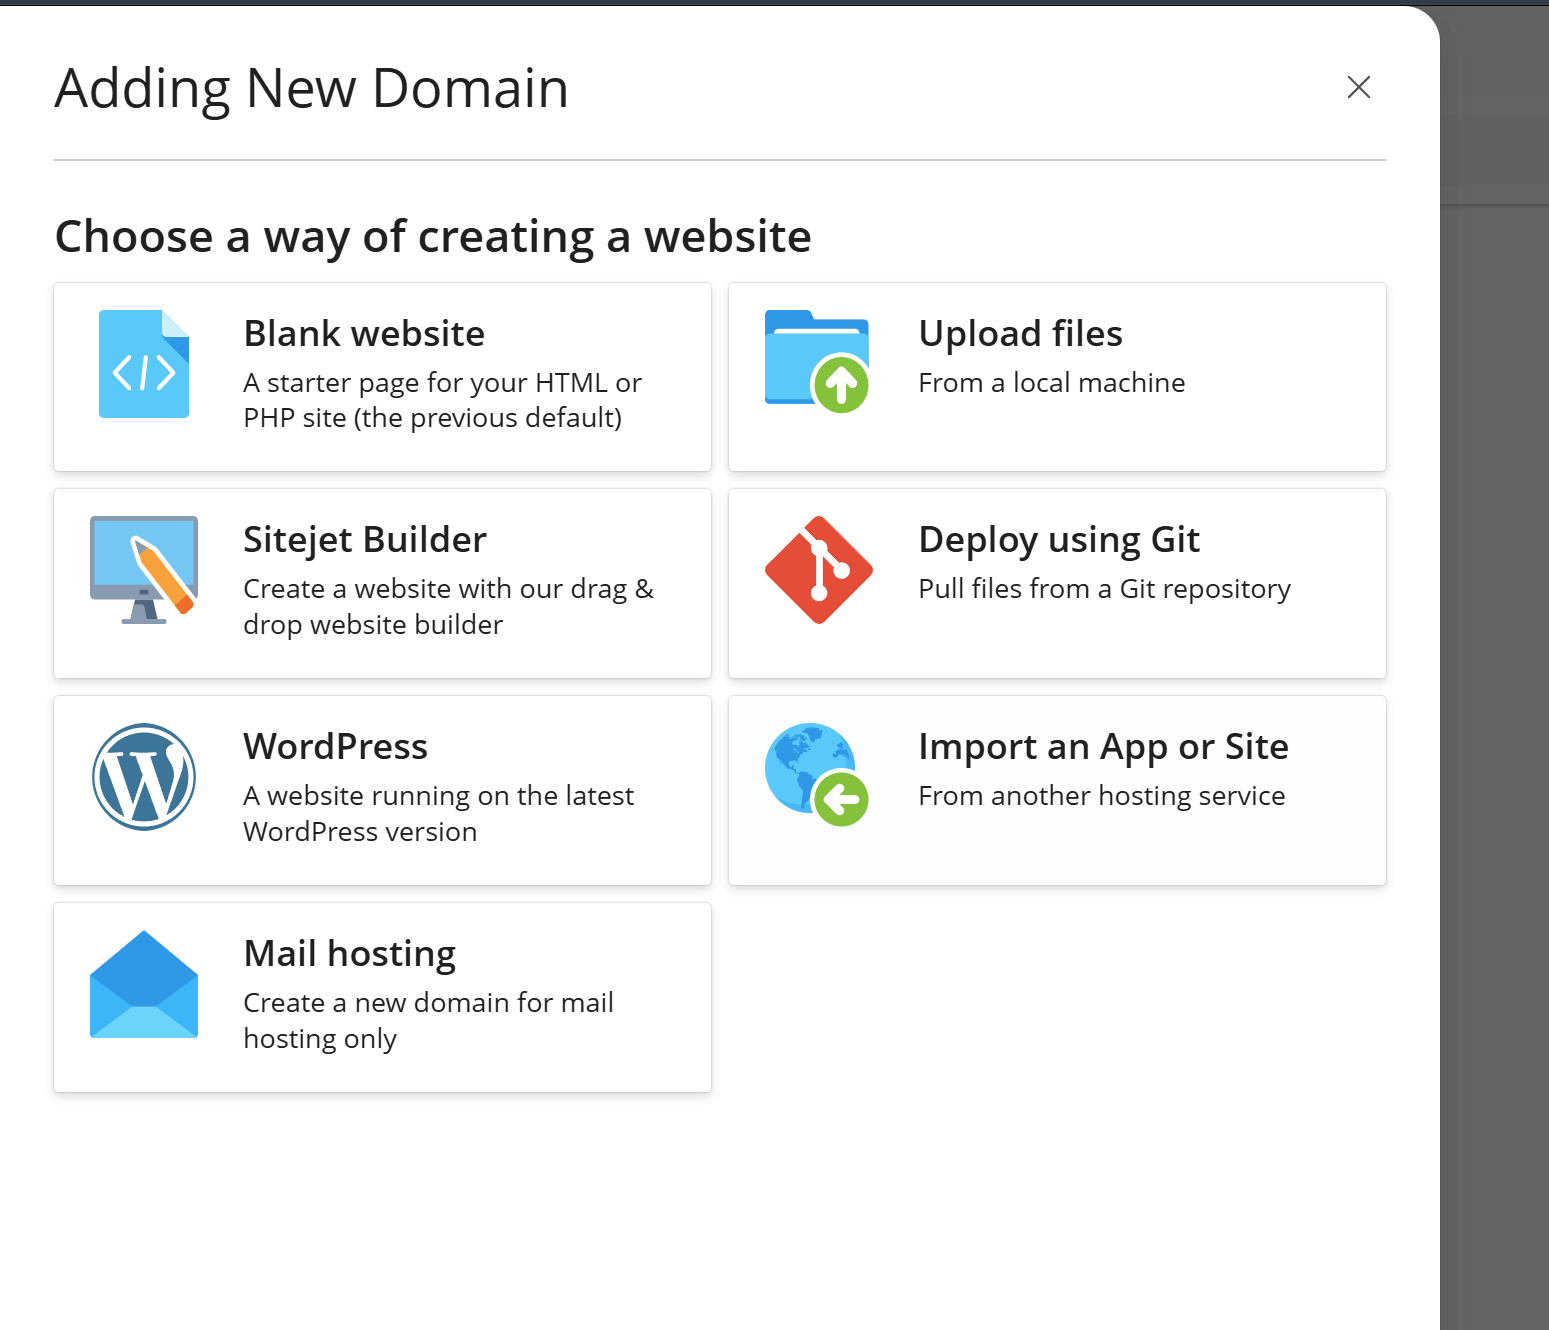 Adding New Domain
Choose a way of creating a website
Blank website
A starter page for your HTML or
PHP site (the previous default)
Upload files
From a local machine
Sitejet Builder
Create a website with our drag &
drop website builder
Deploy using Git
Pull files from a Git repository
WordPress
A website running on the latest
WordPress version
Import an App or Site
From another hosting service
Mail hosting
Create a new domain for mail
hosting only